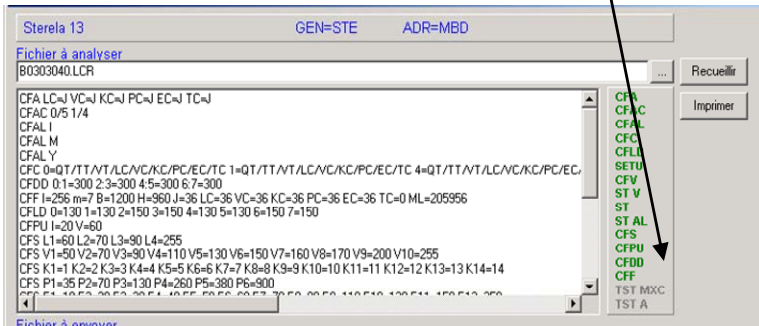 Sterela 13 GEN=STE ADR=MBD
Fichier à analyser
B0303040.LCR ... Recueillir
Imprimer
CFA LC=J VC=J KC=J PC=J EC=J TC=J
CFAC 0/5 1/4
CFAL I
CFAL M
CFAL Y
CFC 0=QT/TT/VT/LC/VC/KC/PC/EC/TC 1=QT/TT/VT/LC/VC/KC/PC/EC/TC 4=QT/TT/VT/LC/VC/KC/PC/EC/
CFDD 0:1=300 2:3=300 4:5=300 6:7=300
CFF I=256 m=7 B=1200 H=960 J=36 LC=36 VC=36 KC=36 PC=36 EC=36 TC=0 ML=205956
CFLD 0=130 1=130 2=150 3=150 4=130 5=130 6=150 7=150
CFPU I=20 V=60
CFS L1=60 L2=70 L3=90 L4=255
CFS V1=50 V2=70 V3=90 V4=110 V5=130 V6=150 V7=160 V8=170 V9=200 V10=255
CFS K1=1 K2=2 K3=3 K4=4 K5=5 K6=6 K7=7 K8=8 K9=9 K10=10 K11=11 K12=12 K13=13 K14=14
CFS P1=35 P2=70 P3=130 P4=260 P5=380 P6=900
CFA
CFAC
CFAL
CFC
CFLD
SETU
CFV
ST V
ST
ST AL
CFS
CFPU
CFDD
CFF
TST MXC
TST A
Fichier à envoyer